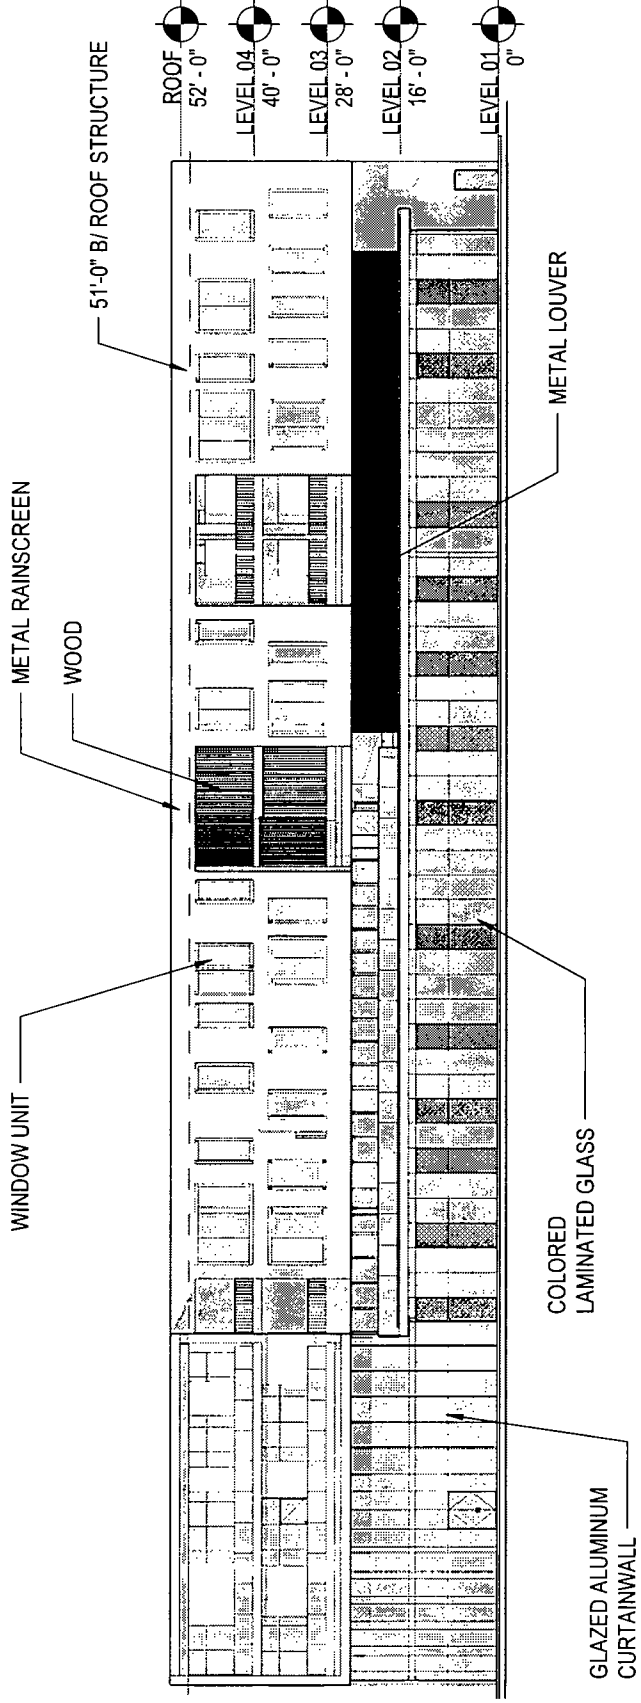 METAL RAINSCREEN
WOOD
WINDOW UNIT
51'-0" B/ ROOF STRUCTURE
ROOF
52' - 0"
LEVEL 04
40' - 0"
LEVEL 03
28' - 0"
LEVEL 02
16' - 0"
LEVEL 01
0"
GLAZED ALUMINUM
CURTAINWALL
COLORED
LAMINATED GLASS
METAL LOUVER